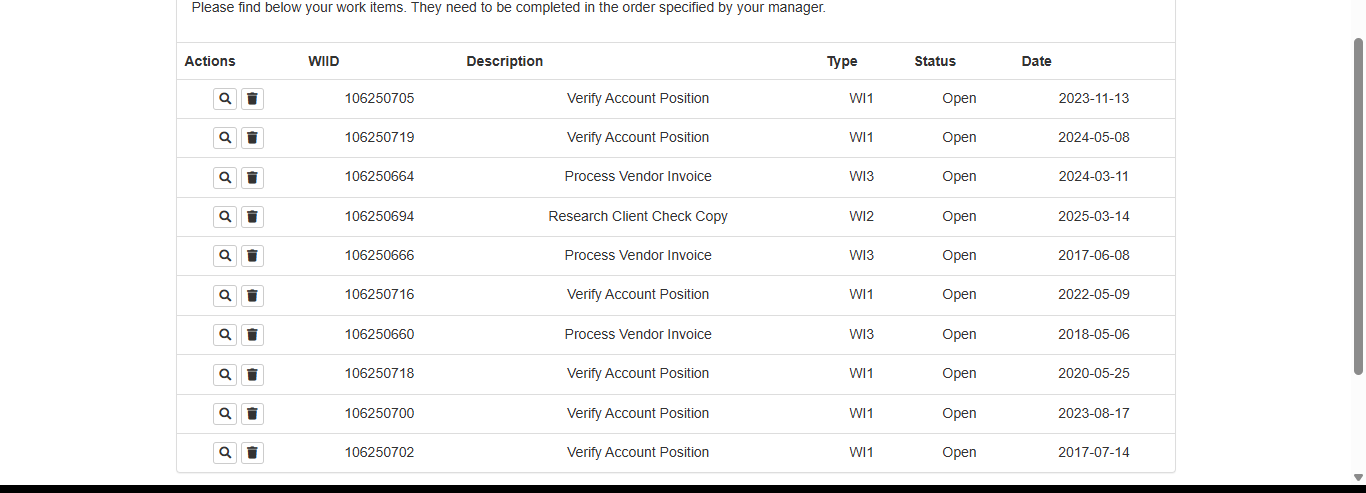 Please find below your work items. They need to be completed in the order specified by your manager.
Actions WIID Description Type Status Date
106250705 Verify Account Position WI1 Open 2023-11-13
106250719 Verify Account Position WI1 Open 2024-05-08
106250664 Process Vendor Invoice WI3 Open 2024-03-11
106250694 Research Client Check Copy WI2 Open 2025-03-14
106250666 Process Vendor Invoice WI3 Open 2017-06-08
106250716 Verify Account Position WI1 Open 2022-05-09
106250660 Process Vendor Invoice WI3 Open 2018-05-06
106250718 Verify Account Position WI1 Open 2020-05-25
106250700 Verify Account Position WI1 Open 2023-08-17
106250702 Verify Account Position WI1 Open 2017-07-14